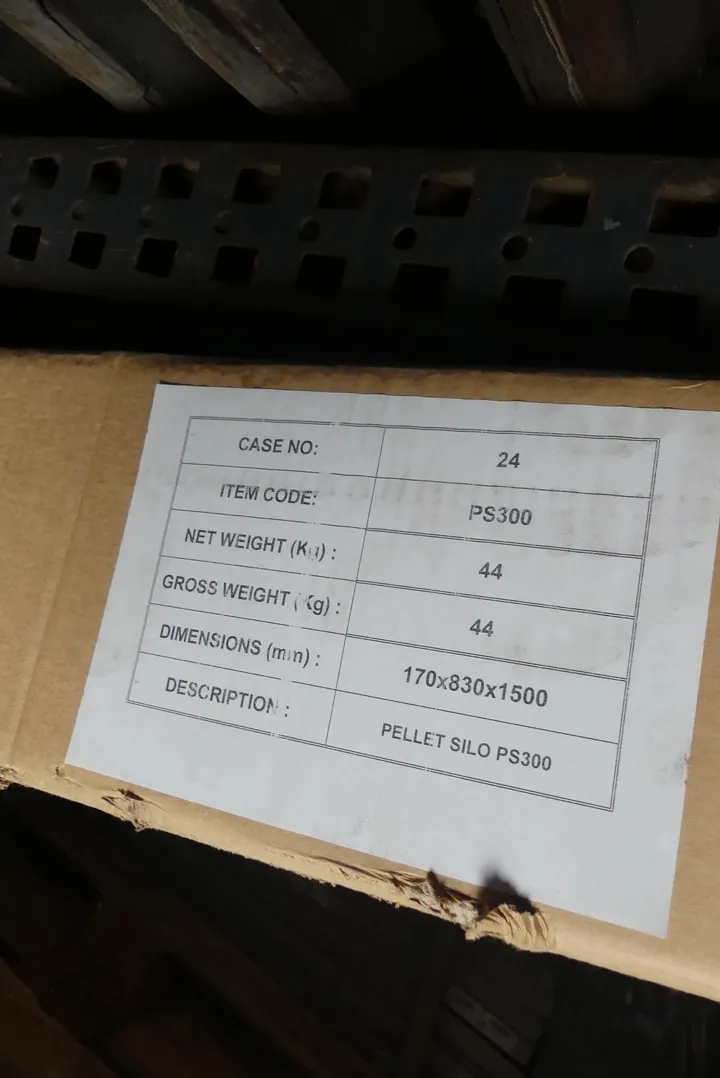 CASE NO: 24
ITEM CODE: PS300
NET WEIGHT (Kg) : 44
GROSS WEIGHT (Kg) : 44
DIMENSIONS (mm) : 170x830x1500
DESCRIPTION : PELLET SILO PS300